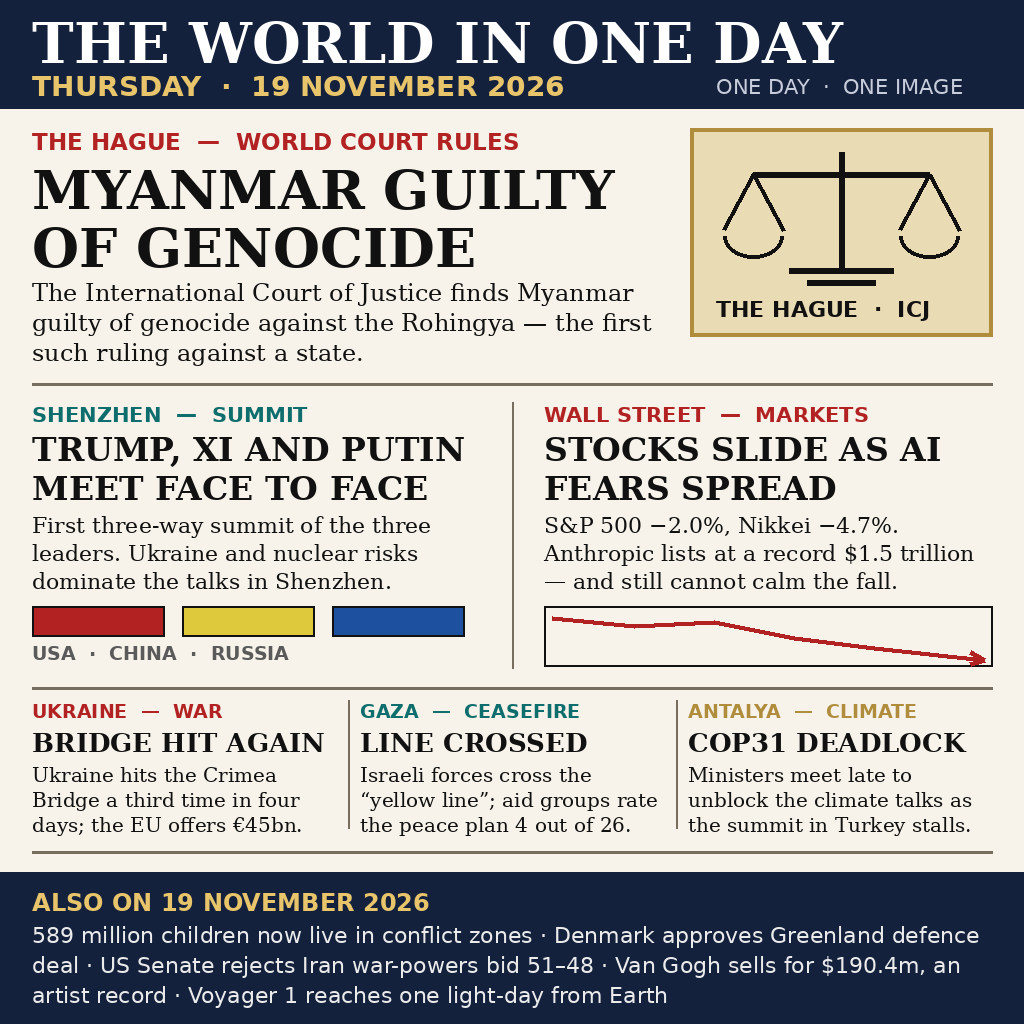 THE WORLD IN ONE DAY
THURSDAY · 19 NOVEMBER 2026
ONE DAY · ONE IMAGE
THE HAGUE — WORLD COURT RULES
MYANMAR GUILTY
OF GENOCIDE
The International Court of Justice finds Myanmar
guilty of genocide against the Rohingya — the first
such ruling against a state.
THE HAGUE · ICJ
SHENZHEN — SUMMIT
TRUMP, XI AND PUTIN
MEET FACE TO FACE
First three-way summit of the three
leaders. Ukraine and nuclear risks
dominate the talks in Shenzhen.
USA · CHINA · RUSSIA
WALL STREET — MARKETS
STOCKS SLIDE AS AI
FEARS SPREAD
S&P 500 −2.0%, Nikkei −4.7%.
Anthropic lists at a record $1.5 trillion
— and still cannot calm the fall.
UKRAINE — WAR
BRIDGE HIT AGAIN
Ukraine hits the Crimea
Bridge a third time in four
days; the EU offers €45bn.
GAZA — CEASEFIRE
LINE CROSSED
Israeli forces cross the
“yellow line”; aid groups rate
the peace plan 4 out of 26.
ANTALYA — CLIMATE
COP31 DEADLOCK
Ministers meet late to
unblock the climate talks as
the summit in Turkey stalls.
ALSO ON 19 NOVEMBER 2026
589 million children now live in conflict zones · Denmark approves Greenland defence
deal · US Senate rejects Iran war-powers bid 51–48 · Van Gogh sells for $190.4m, an
artist record · Voyager 1 reaches one light-day from Earth